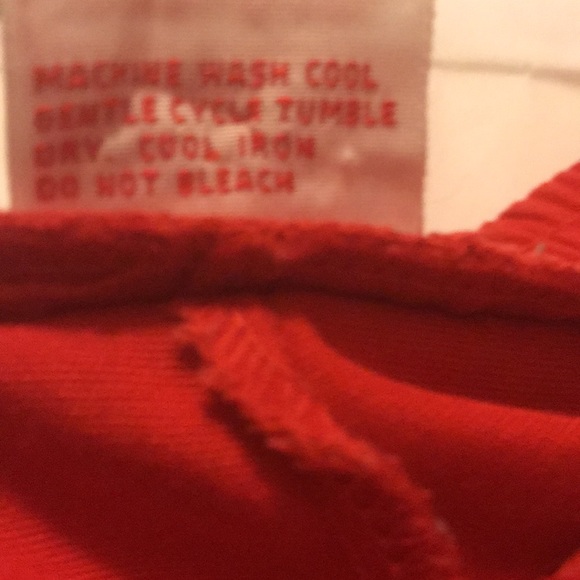 MACHINE WASH COOL
GENTLE CYCLE TUMBLE
DRY. COOL IRON
DO NOT BLEACH